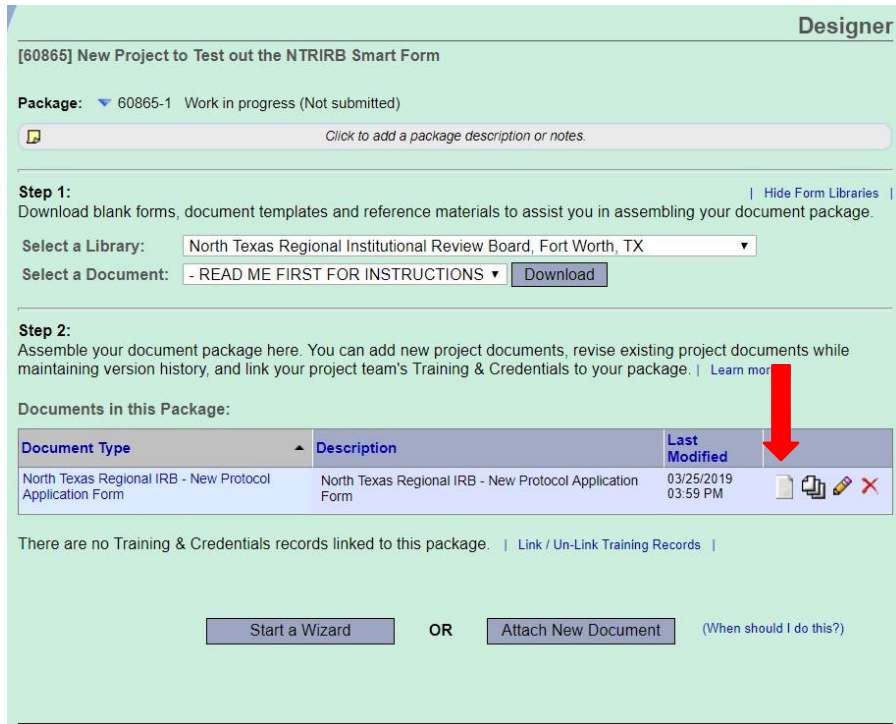 Designer
[60865] New Project to Test out the NTRIRB Smart Form
Package: 60865-1 Work in progress (Not submitted)
Click to add a package description or notes.
Step 1: | Hide Form Libraries |
Download blank forms, document templates and reference materials to assist you in assembling your document package.
Select a Library: North Texas Regional Institutional Review Board, Fort Worth, TX
Select a Document: - READ ME FIRST FOR INSTRUCTIONS Download
Step 2:
Assemble your document package here. You can add new project documents, revise existing project documents while
maintaining version history, and link your project team's Training & Credentials to your package. | Learn more
Documents in this Package:
Document Type Description Last Modified
North Texas Regional IRB - New Protocol North Texas Regional IRB - New Protocol Application 03/25/2019
Application Form Form 03:59 PM
There are no Training & Credentials records linked to this package. | Link / Un-Link Training Records |
Start a Wizard OR Attach New Document (When should I do this?)